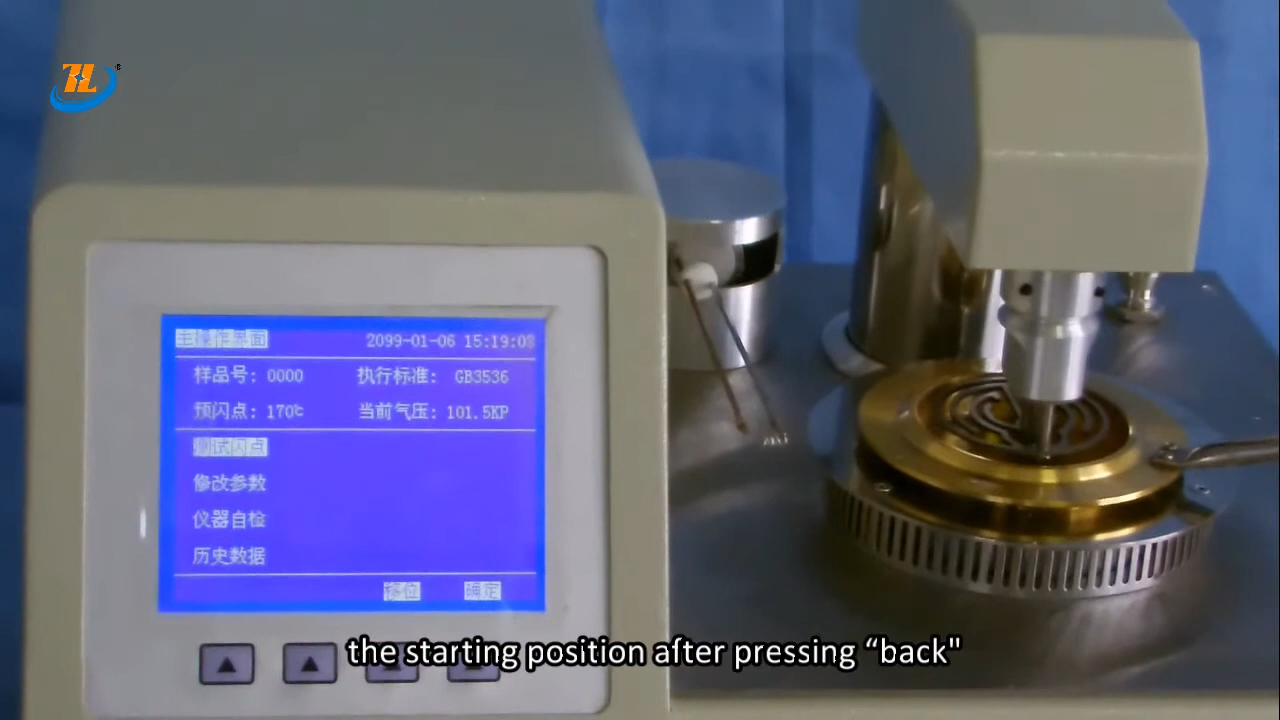 主操作界面 2099-01-06 15:19:03
样品号: 0000 执行标准: GB3536
预闪点: 170℃ 当前气压: 101.5KP
测试闪点
修改参数
仪器自检
历史数据
移位 确定
the starting position after pressing “back"